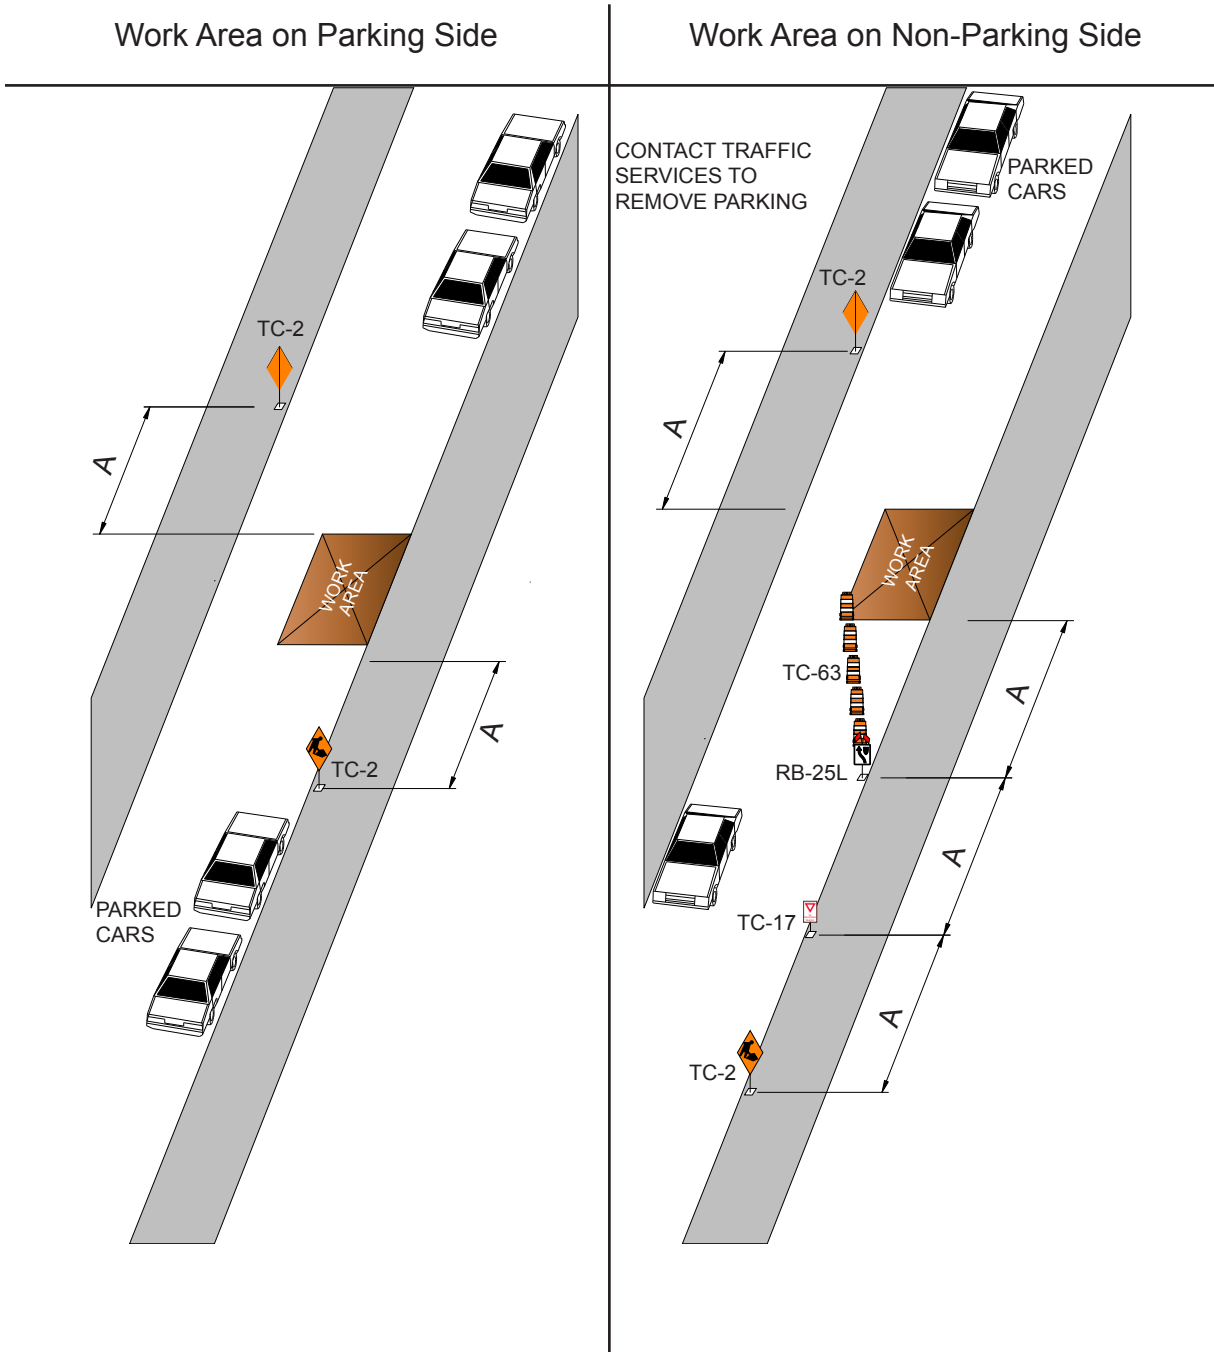 Work Area on Parking Side
TC-2
A
WORK
AREA
A
TC-2
PARKED
CARS
Work Area on Non-Parking Side
CONTACT TRAFFIC
SERVICES TO
REMOVE PARKING
PARKED
CARS
TC-2
A
WORK
AREA
TC-63
A
RB-25L
A
TC-17
A
TC-2